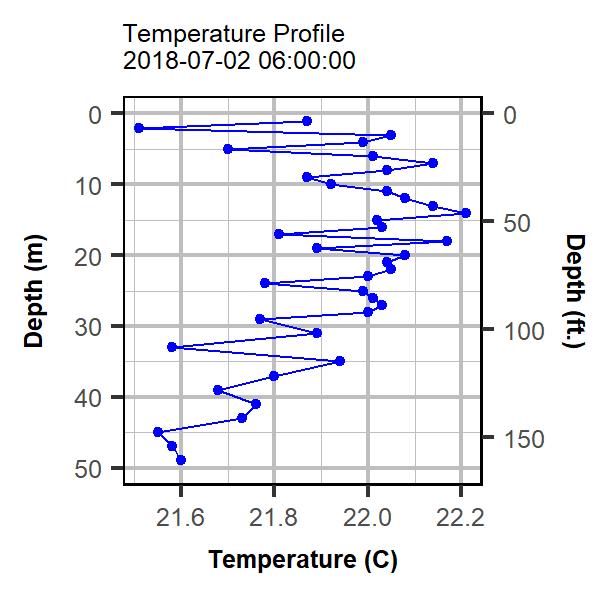 Temperature Profile
2018-07-02 06:00:00
0
10
20
30
40
50
Depth (m)
0
50
100
150
Depth (ft.)
21.6 21.8 22.0 22.2
Temperature (C)